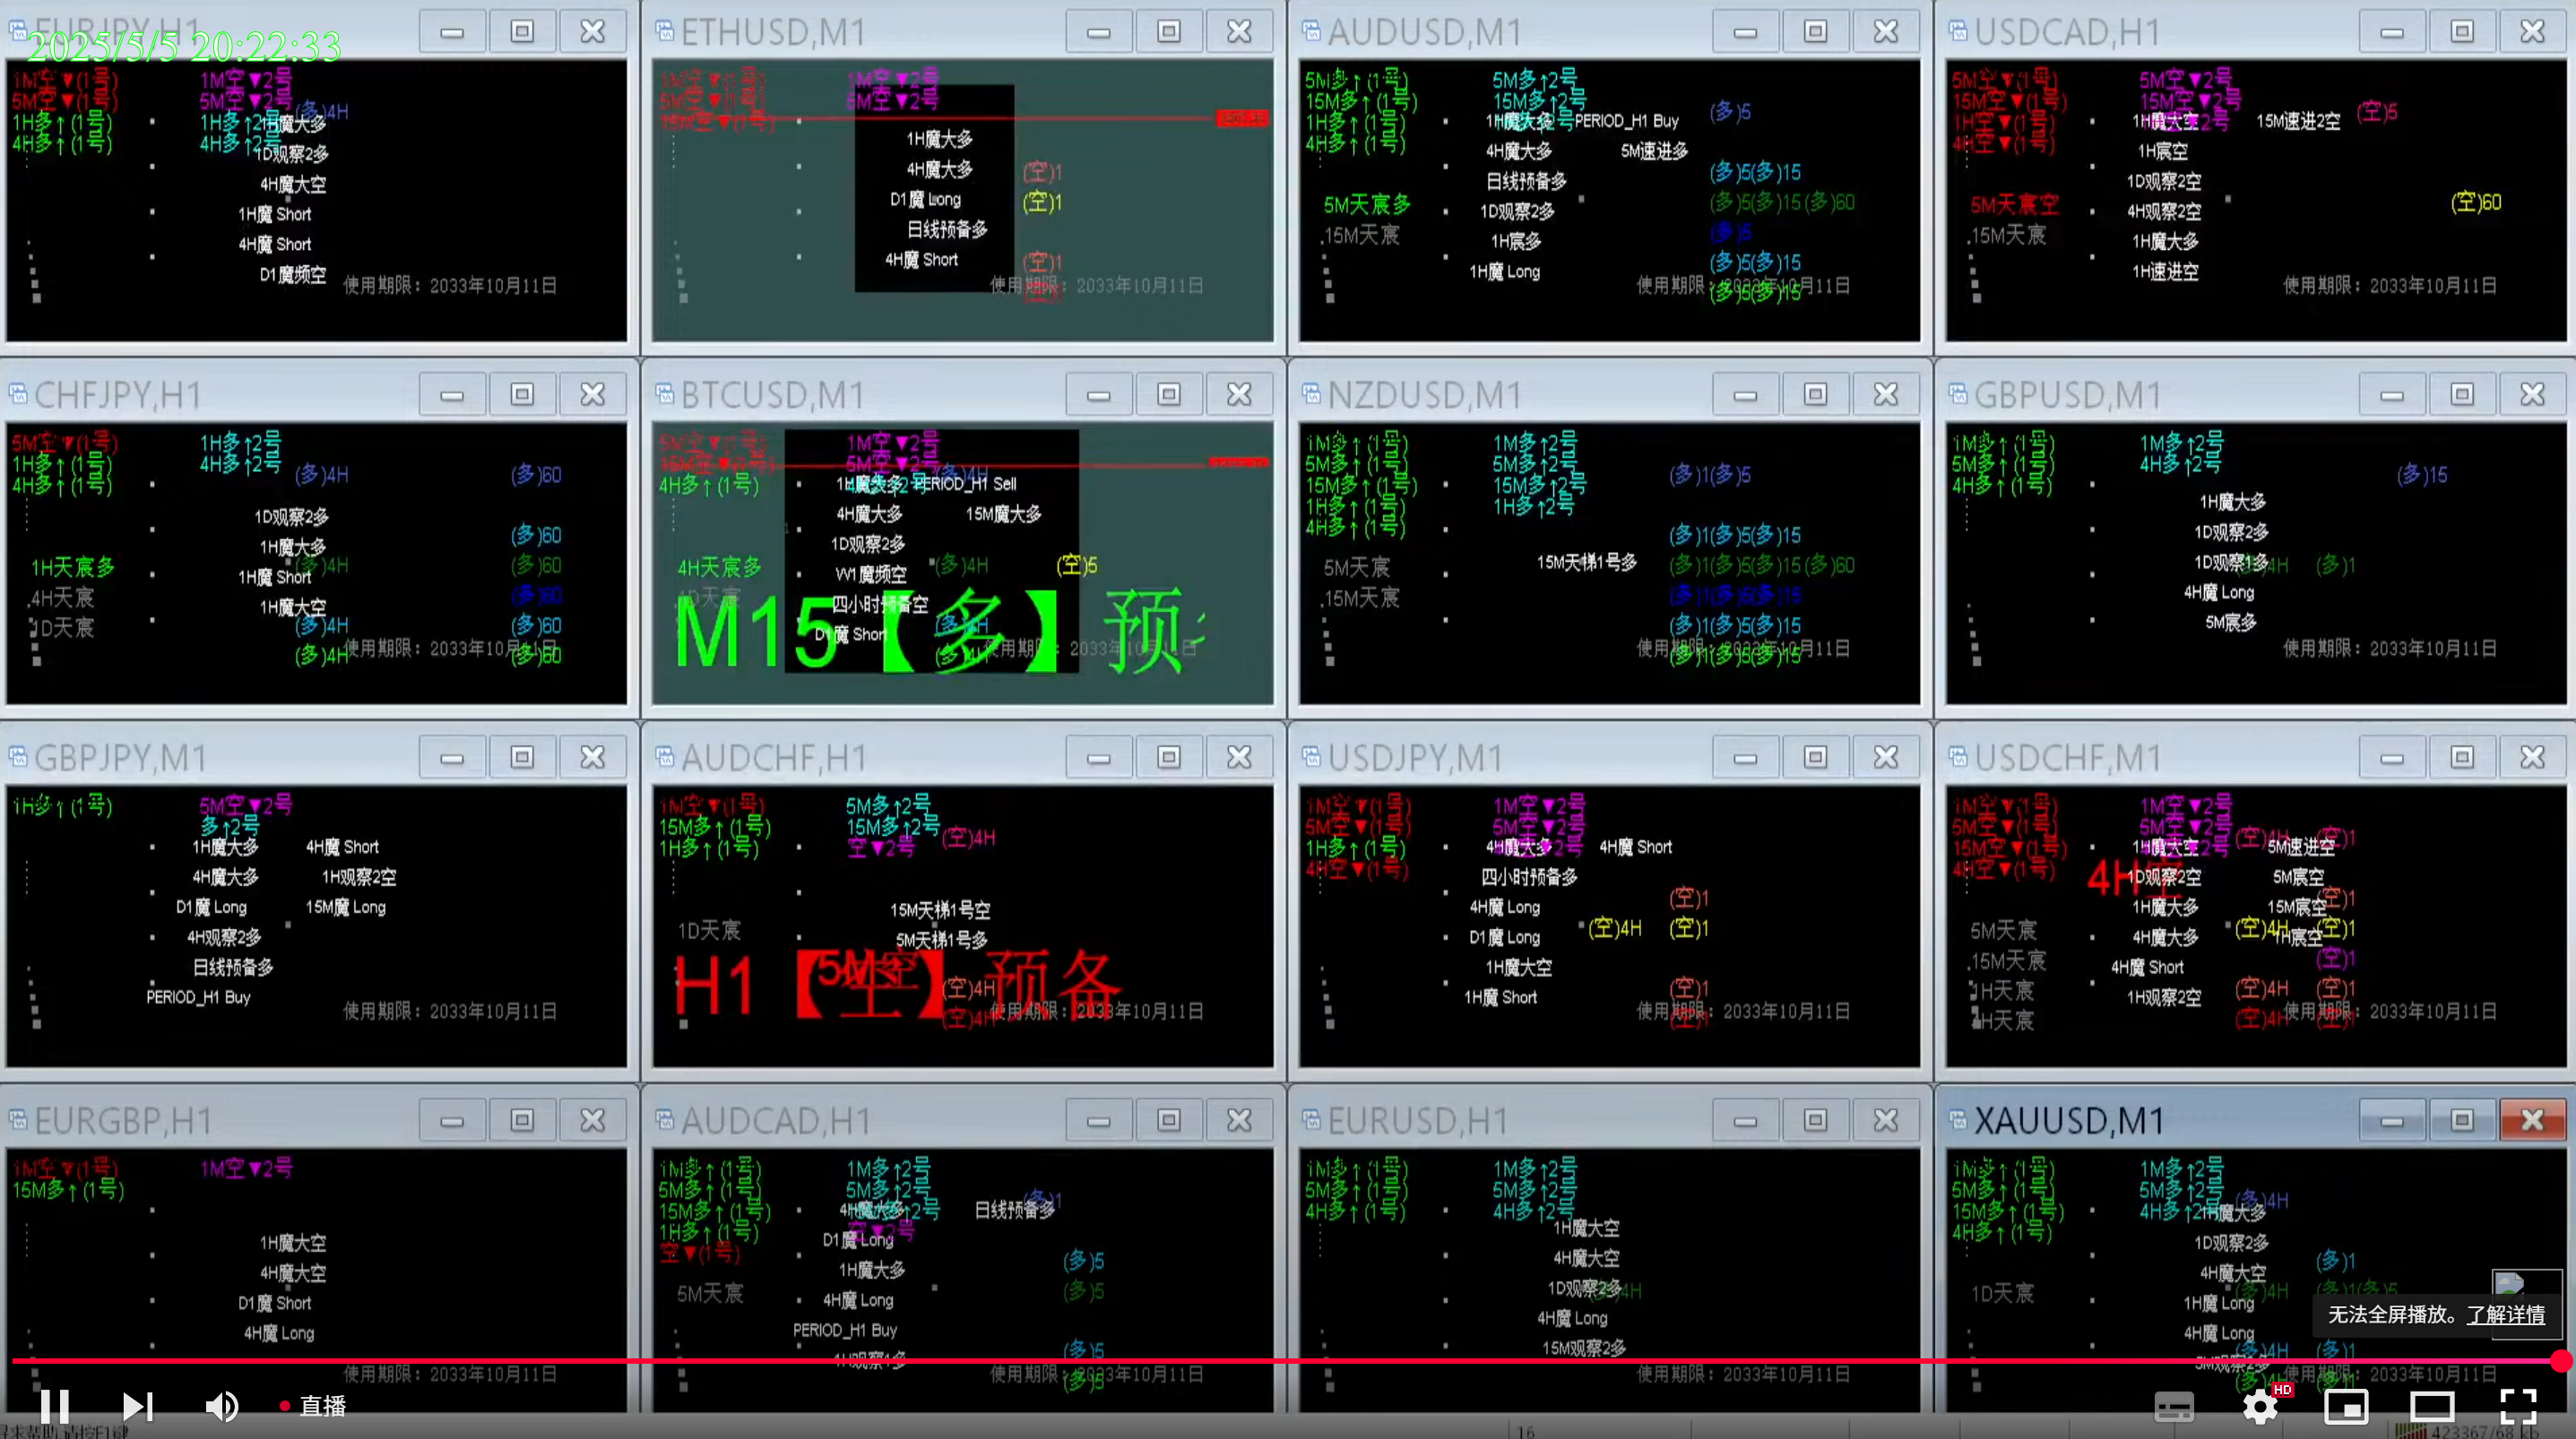 EURJPY,H1
2025/5/5 20:22:33
1M空▼(1号) 1M空▼2号
5M空▼(1号) 5M空▼2号
(多)4H
1H多↑(1号) 1H多↑2号 1H魔大多
4H多↑(1号) 4H多↑2号
1D观察2多
4H魔大空
1H魔 Short
4H魔 Short
D1魔频空
使用期限：2033年10月11日
ETHUSD,M1
1M空▼(1号) 1M空▼2号
5M空▼(1号) 5M空▼2号
15M空▼(1号)
1H魔大多
4H魔大多 (空)1
D1魔 Long (空)1
日线预备多
4H魔 Short (空)1
使用期限：2033年10月11日
AUDUSD,M1
5M多↑(1号) 5M多↑2号
15M多↑(1号) 15M多↑2号 (多)5
1H多↑(1号) 1H魔大多 PERIOD_H1 Buy
4H多↑(1号) 4H魔大多 5M速进多
日线预备多 (多)5(多)15
5M天宸多 1D观察2多 (多)5(多)15(多)60
.15M天宸 1H宸多 (多)5
1H魔 Long (多)5(多)15
使用期限：2033年10月11日
(多)5(多)15
USDCAD,H1
5M空▼(1号) 5M空▼2号
15M空▼(1号) 15M空▼2号 (空)5
1H空▼(1号) 1H魔大空 15M速进2空
4H空▼(1号) 1H宸空
1D观察2空
5M天宸空 4H观察2空 (空)60
.15M天宸 1H魔大多
1H速进空
使用期限：2033年10月11日
CHFJPY,H1
5M空▼(1号) 1H多↑2号
1H多↑(1号) 4H多↑2号
4H多↑(1号) (多)4H (多)60
1D观察2多 (多)60
1H魔大多
1H天宸多 (多)4H (多)60
1H魔 Short
.4H天宸 1H魔大空 (多)60
1D天宸 (多)4H (多)60
(多)4H (多)60
使用期限：2033年10月11日
BTCUSD,M1
5M空▼(1号) 1M空▼2号
15M空▼(1号) 5M空▼2号
(多)4H
4H多↑(1号) 1H魔大多 PERIOD_H1 Sell
4H魔大多 15M魔大多
1D观察2多
4H天宸多 W1魔频空 (多)4H (空)5
1D天宸 四小时预备空
D1魔 Short
M15【多】预
NZDUSD,M1
1M多↑(1号) 1M多↑2号
5M多↑(1号) 5M多↑2号
15M多↑(1号) 15M多↑2号 (多)1(多)5
1H多↑(1号) 1H多↑2号
4H多↑(1号) (多)1(多)5(多)15
5M天宸 15M天梯1号多 (多)1(多)5(多)15(多)60
.15M天宸 (多)1(多)5(多)15
(多)1(多)5(多)15
(多)1(多)5(多)15
使用期限：2033年10月11日
GBPUSD,M1
1M多↑(1号) 1M多↑2号
5M多↑(1号) 4H多↑2号
4H多↑(1号) (多)15
1H魔大多
1D观察2多
1D观察1多 (多)1
4H魔 Long
5M宸多
使用期限：2033年10月11日
GBPJPY,M1
1H多↑(1号) 5M空▼2号
多↑2号
1H魔大多 4H魔 Short
4H魔大多 1H观察2空
D1魔 Long 15M魔 Long
4H观察2多
日线预备多
PERIOD_H1 Buy
使用期限：2033年10月11日
AUDCHF,H1
1M空▼(1号) 5M多↑2号
15M多↑(1号) 15M多↑2号
1H多↑(1号) 空▼2号 (空)4H
15M天梯1号空
1D天宸 5M天梯1号多
H1【空】预备
5M空
(空)4H
(空)4H
使用期限：2033年10月11日
USDJPY,M1
1M空▼(1号) 1M空▼2号
5M空▼(1号) 5M空▼2号
1H多↑(1号) 4H魔大多 4H魔 Short
4H空▼(1号) 四小时预备多
4H魔 Long (空)1
D1魔 Long (空)4H (空)1
1H魔大空
1H魔 Short (空)1
使用期限：2033年10月11日
USDCHF,M1
1M空▼(1号) 1M空▼2号
5M空▼(1号) 5M空▼2号 (空)4H (空)1
15M空▼(1号) 1H魔大空 5M速进空
4H空▼(1号) 4H空 1D观察2空 5M宸空
1H魔大多 15M宸空 (空)1
5M天宸 4H魔大多 (空)4H 1H宸空 (空)1
.15M天宸 4H魔 Short (空)1
1H天宸 1H观察2空 (空)4H (空)1
4H天宸 (空)4H (空)1
使用期限：2033年10月11日
EURGBP,H1
1M空▼(1号) 1M空▼2号
15M多↑(1号)
1H魔大空
4H魔大空
D1魔 Short
4H魔 Long
使用期限：2033年10月11日
AUDCAD,H1
1M多↑(1号) 1M多↑2号
5M多↑(1号) 5M多↑2号
15M多↑(1号) 4H魔大多 日线预备多 (多)1
1H多↑(1号) 空▼2号
空▼(1号) D1魔 Long
1H魔大多 (多)5
5M天宸 4H魔 Long (多)5
PERIOD_H1 Buy (多)5
1H观察1多
(多)5
使用期限：2033年10月11日
EURUSD,H1
1M多↑(1号) 1M多↑2号
5M多↑(1号) 5M多↑2号
4H多↑(1号) 4H多↑2号
1H魔大空
4H魔大空
1D观察2多
4H魔 Long
15M观察2多
使用期限：2033年10月11日
XAUUSD,M1
1M多↑(1号) 1M多↑2号
5M多↑(1号) 5M多↑2号 (多)4H
15M多↑(1号) 4H多↑2号 1H魔大多
4H多↑(1号) 1D观察2多
4H魔大空 (多)1
1D天宸 (多)4H (多)1(多)5
1H魔 Long
4H魔 Long
(多)4H (多)1
5M观察2多
使用期限：2033年10月11日
无法全屏播放。了解详情
直播
HD
16
423367/68 kb